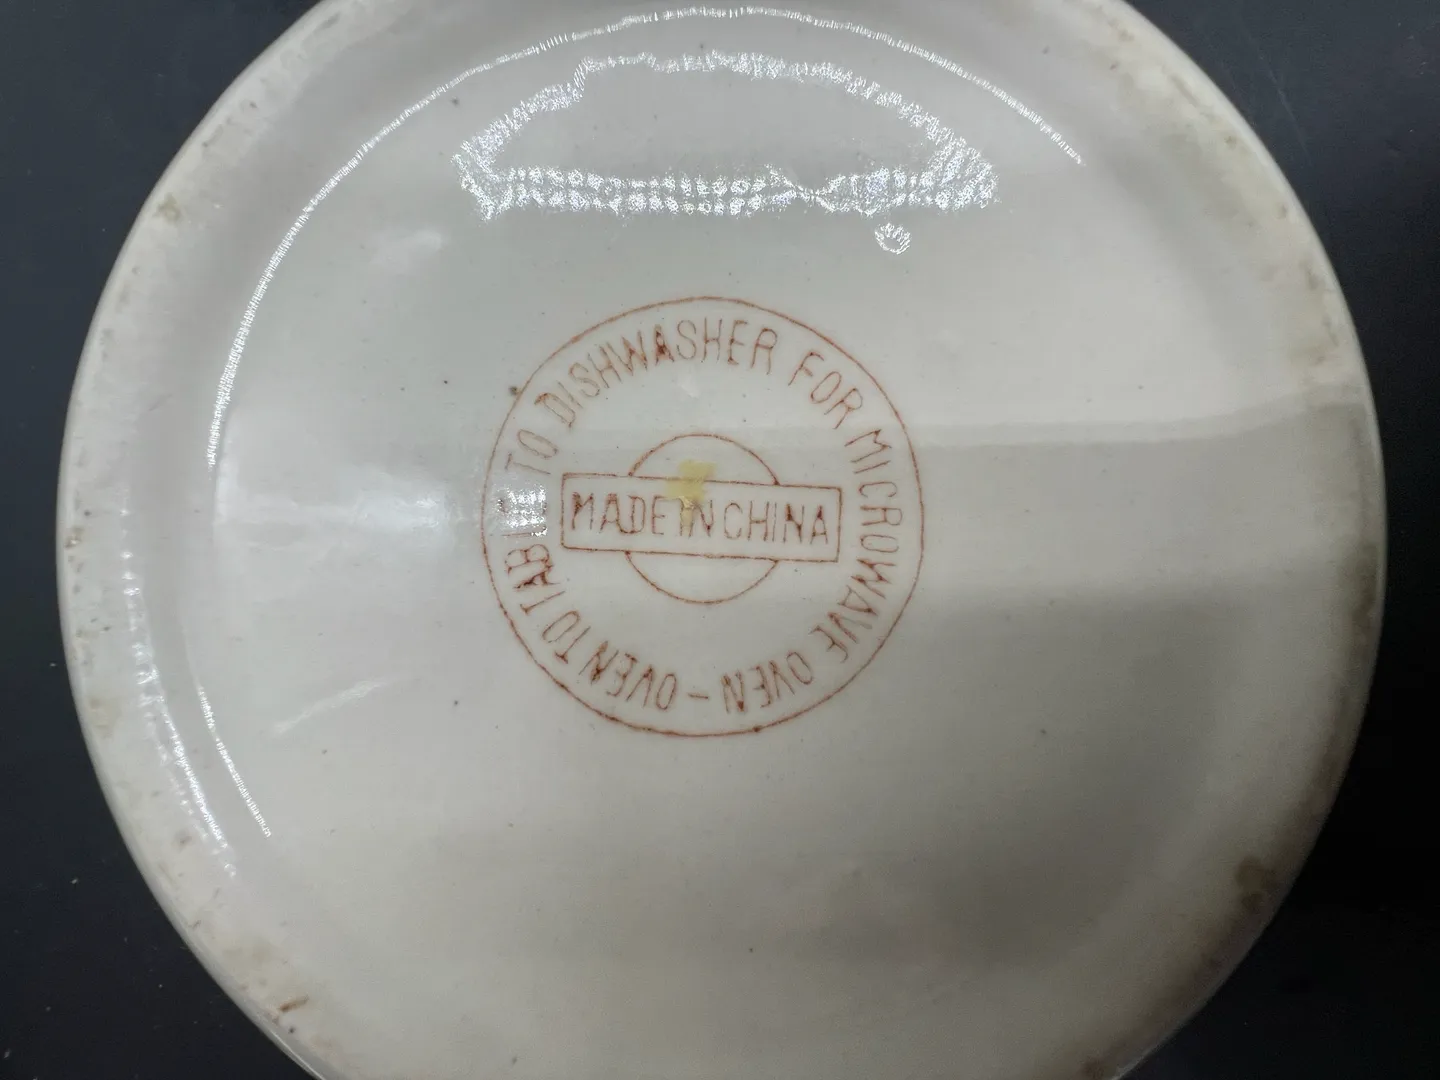 OVEN TO TABLE TO DISHWASHER FOR MICROWAVE OVEN -
MADE IN CHINA